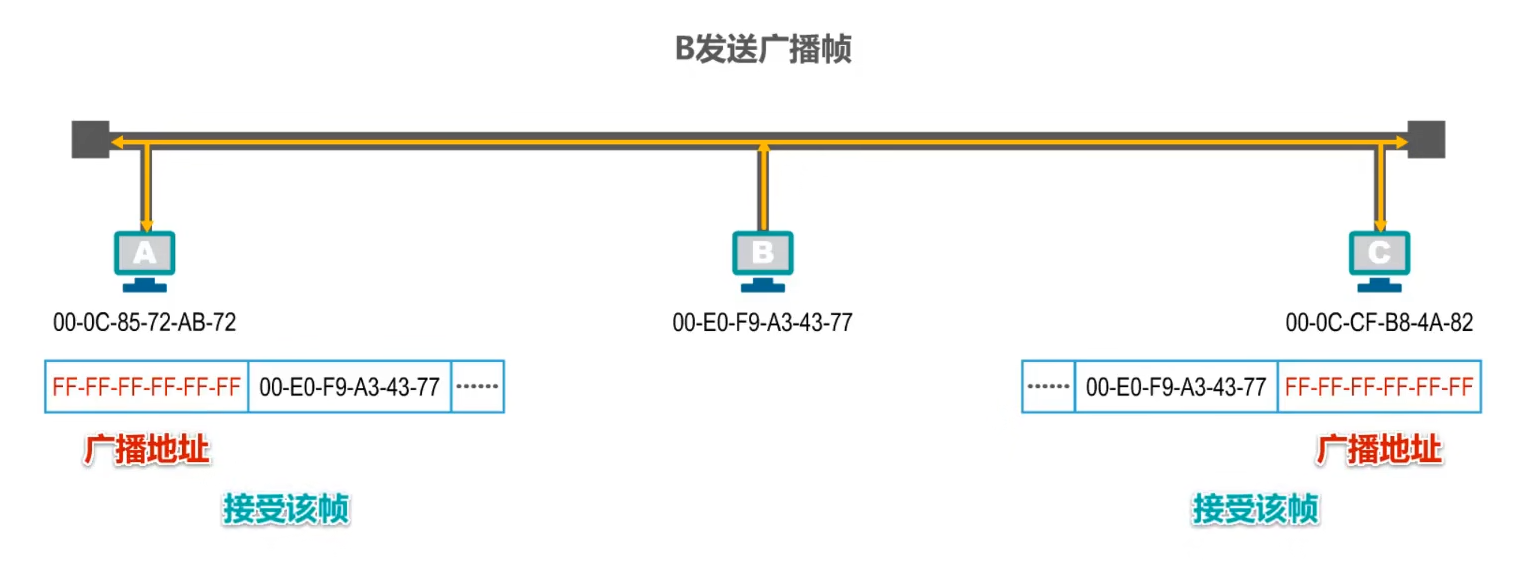 B发送广播帧
A
B
C
00-0C-85-72-AB-72
00-E0-F9-A3-43-77
00-0C-CF-B8-4A-82
FF-FF-FF-FF-FF-FF 00-E0-F9-A3-43-77 ······
······ 00-E0-F9-A3-43-77 FF-FF-FF-FF-FF-FF
广播地址
广播地址
接受该帧
接受该帧